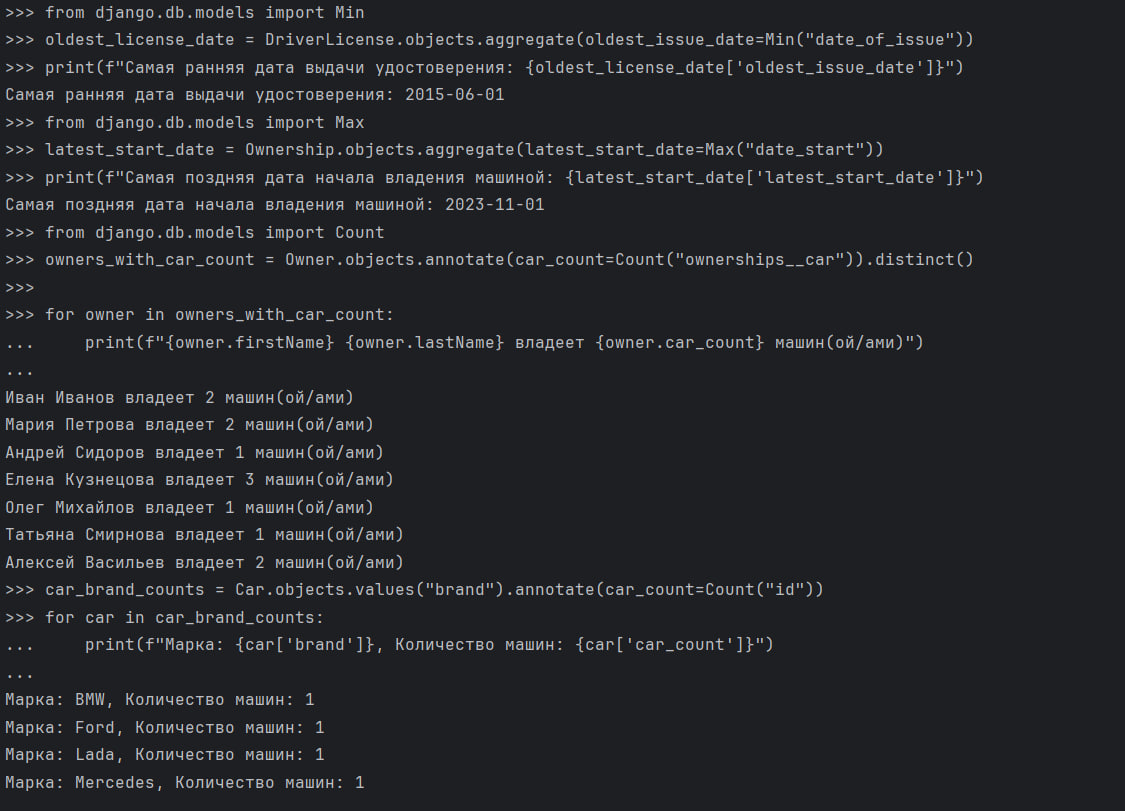 >>> from django.db.models import Min
>>> oldest_license_date = DriverLicense.objects.aggregate(oldest_issue_date=Min("date_of_issue"))
>>> print(f"Самая ранняя дата выдачи удостоверения: {oldest_license_date['oldest_issue_date']}")
Самая ранняя дата выдачи удостоверения: 2015-06-01
>>> from django.db.models import Max
>>> latest_start_date = Ownership.objects.aggregate(latest_start_date=Max("date_start"))
>>> print(f"Самая поздняя дата начала владения машиной: {latest_start_date['latest_start_date']}")
Самая поздняя дата начала владения машиной: 2023-11-01
>>> from django.db.models import Count
>>> owners_with_car_count = Owner.objects.annotate(car_count=Count("ownerships__car")).distinct()
>>>
>>> for owner in owners_with_car_count:
...     print(f"{owner.firstName} {owner.lastName} владеет {owner.car_count} машин(ой/ами)")
...
Иван Иванов владеет 2 машин(ой/ами)
Мария Петрова владеет 2 машин(ой/ами)
Андрей Сидоров владеет 1 машин(ой/ами)
Елена Кузнецова владеет 3 машин(ой/ами)
Олег Михайлов владеет 1 машин(ой/ами)
Татьяна Смирнова владеет 1 машин(ой/ами)
Алексей Васильев владеет 2 машин(ой/ами)
>>> car_brand_counts = Car.objects.values("brand").annotate(car_count=Count("id"))
>>> for car in car_brand_counts:
...     print(f"Марка: {car['brand']}, Количество машин: {car['car_count']}")
...
Марка: BMW, Количество машин: 1
Марка: Ford, Количество машин: 1
Марка: Lada, Количество машин: 1
Марка: Mercedes, Количество машин: 1